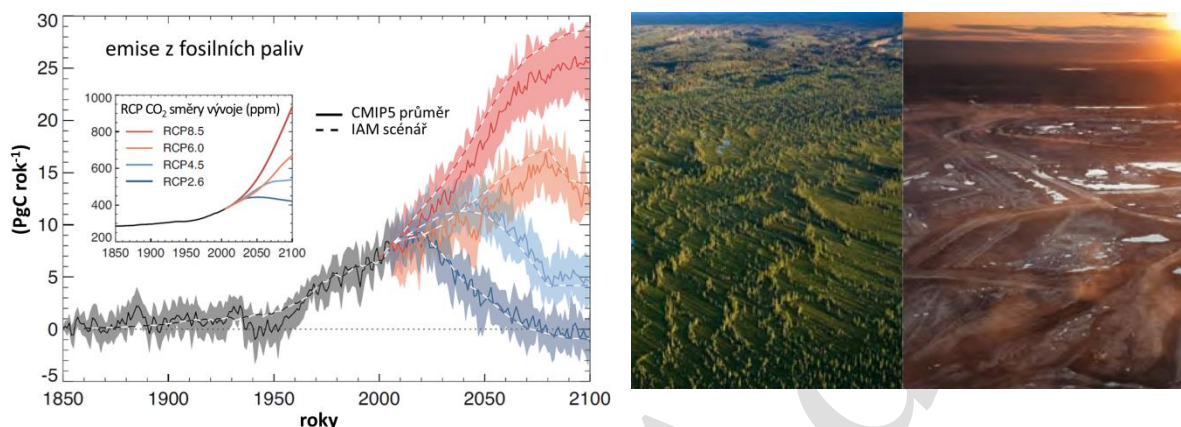 emise z fosilních paliv
30
25
20
15
10
5
0
-5
(PgC rok-1)
RCP CO2 směry vývoje (ppm)
1000
800
600
400
200
RCP8.5
RCP6.0
RCP4.5
RCP2.6
1850 1900 1950 2000 2050 2100
CMIP5 průměr
IAM scénář
1850 1900 1950 2000 2050 2100
roky